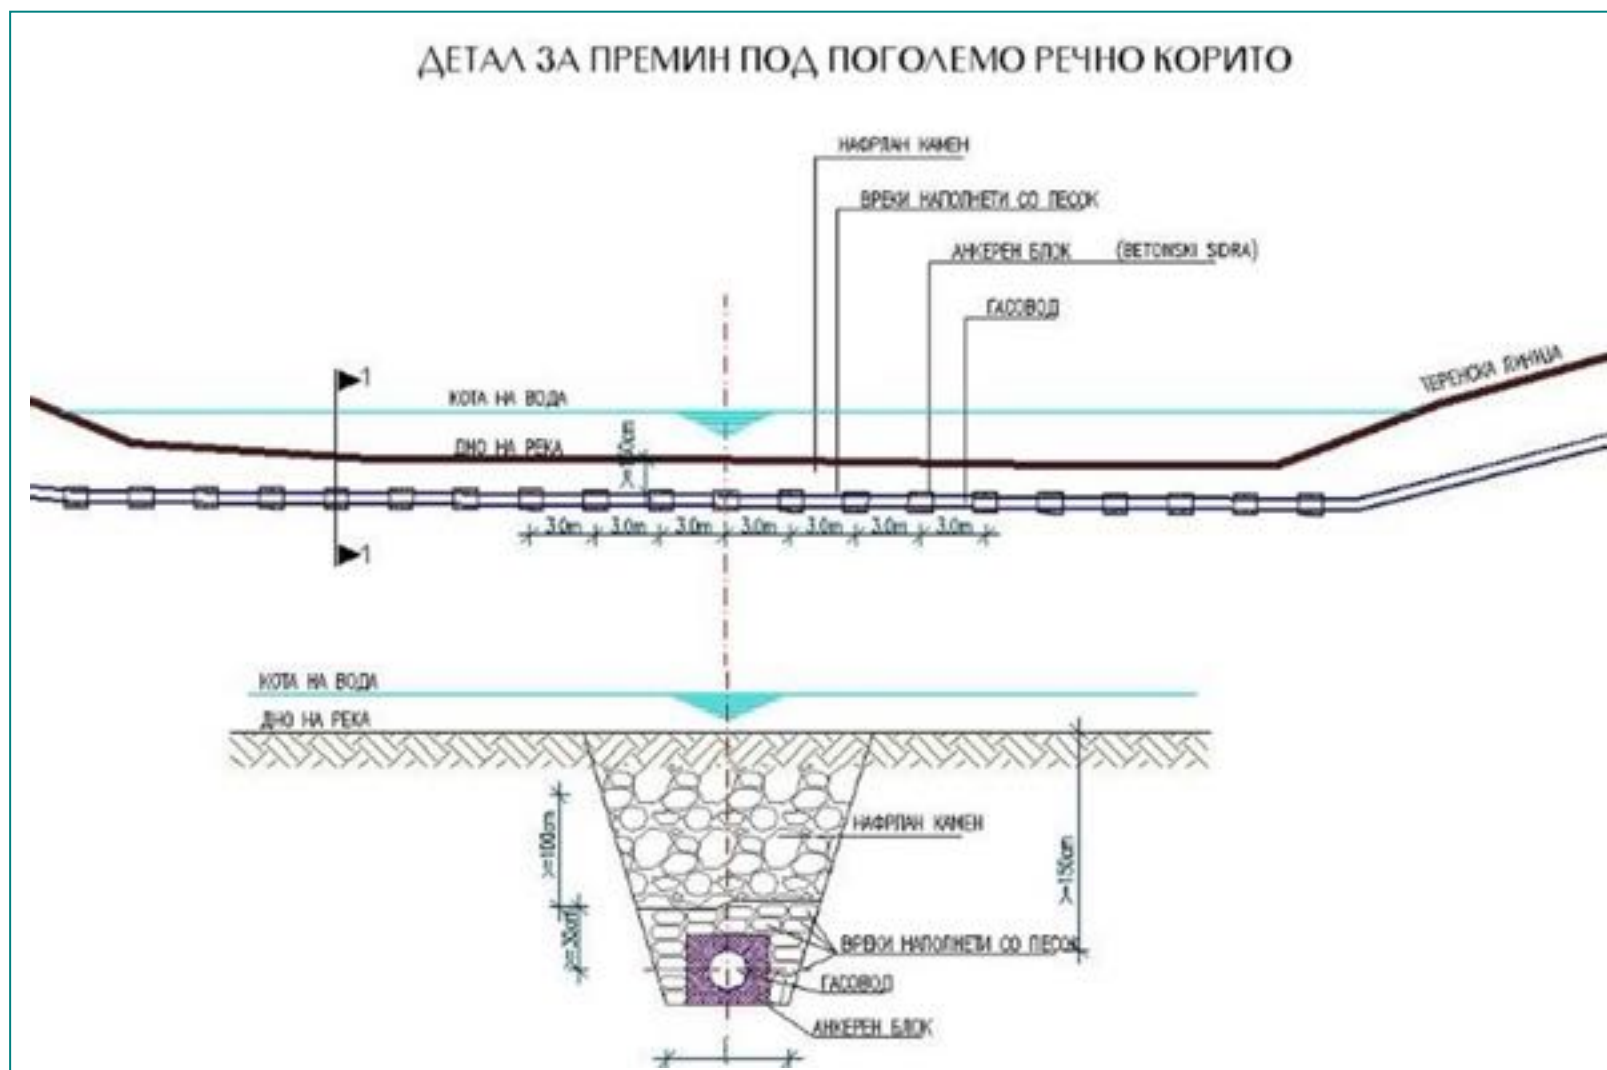 ДЕТАЛ ЗА ПРЕМИН ПОД ПОГОЛЕМО РЕЧНО КОРИТО
НАФРЛАН КАМЕН
ВРЕЌИ НАПОЛНЕТИ СО ПЕСОК
АНКЕРЕН БЛОК (BETONSKI SIDRA)
ГАСОВОД
ТЕРЕНСКА ЛИНИЈА
1
КОТА НА ВОДА
ДНО НА РЕКА
>=150cm
3.0m 3.0m 3.0m 3.0m 3.0m 3.0m 3.0m
1
КОТА НА ВОДА
ДНО НА РЕКА
НАФРЛАН КАМЕН
>=100cm
>=150cm
>=30cm
ВРЕЌИ НАПОЛНЕТИ СО ПЕСОК
ГАСОВОД
АНКЕРЕН БЛОК